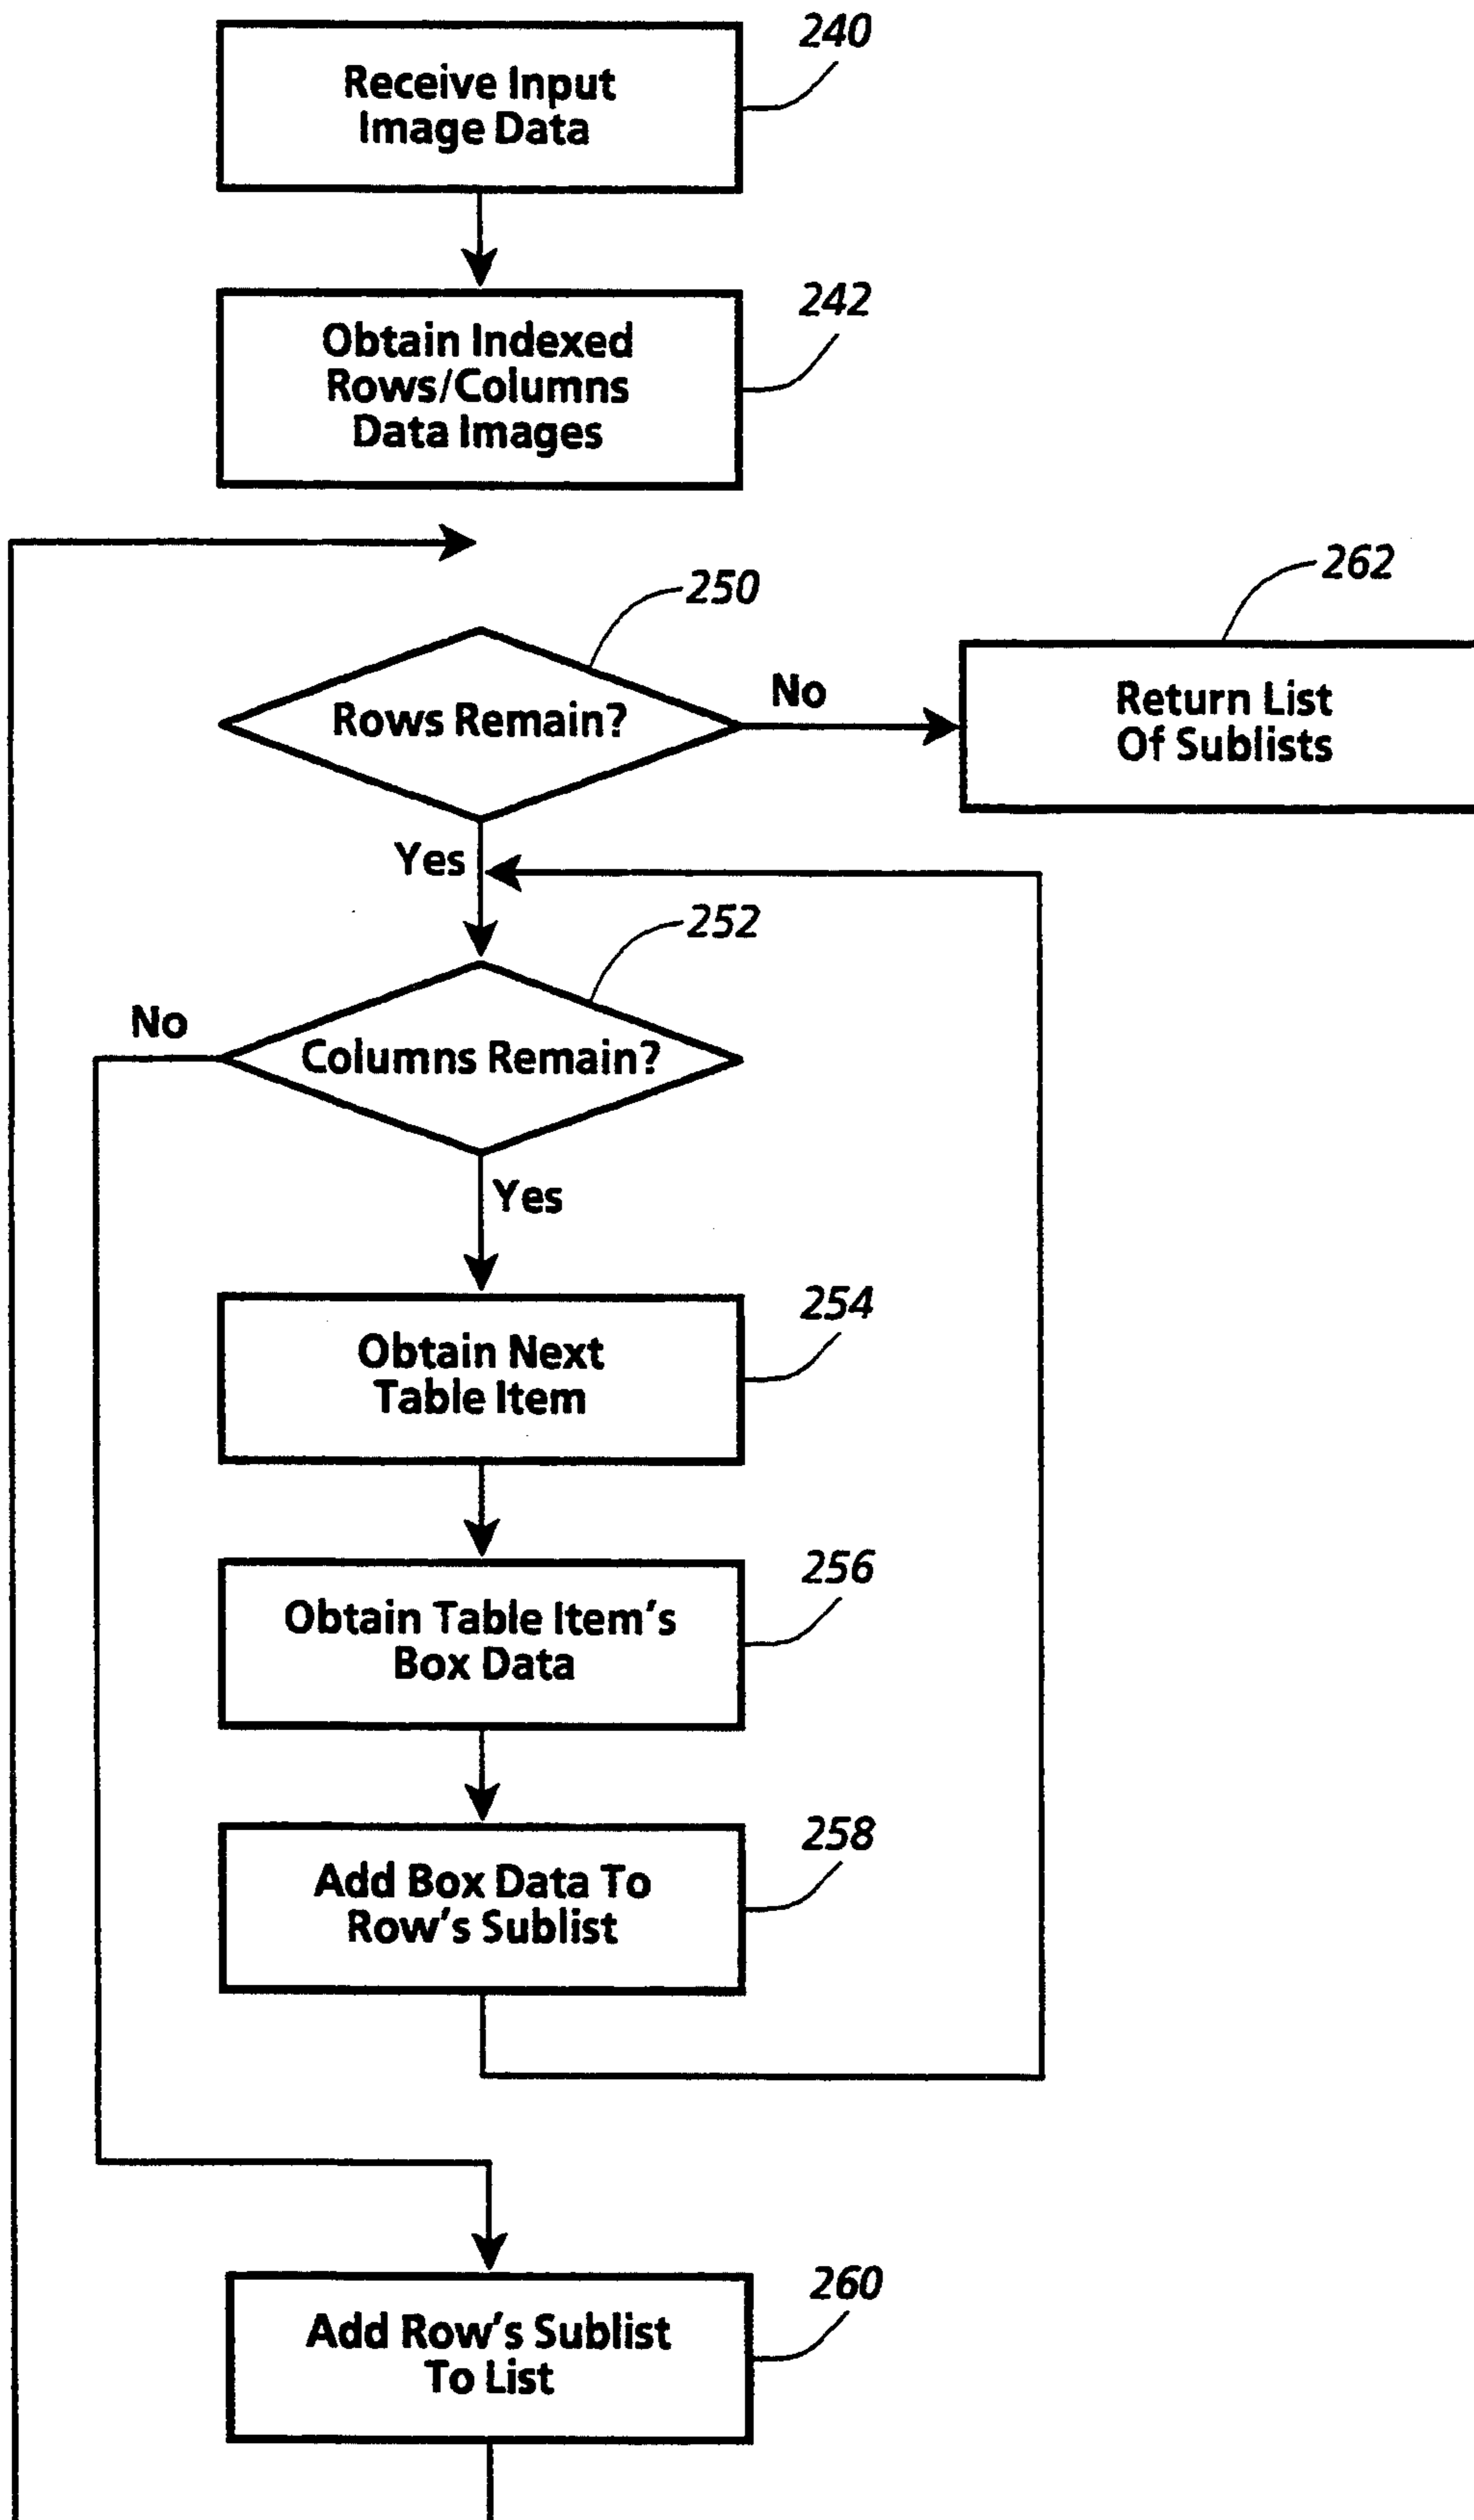 240
Receive Input
Image Data
242
Obtain Indexed
Rows/Columns
Data Images
250
262
Rows Remain?
No
Return List
Of Sublists
Yes
252
No
Columns Remain?
Yes
254
Obtain Next
Table Item
256
Obtain Table Item's
Box Data
258
Add Box Data To
Row's Sublist
260
Add Row's Sublist
To List